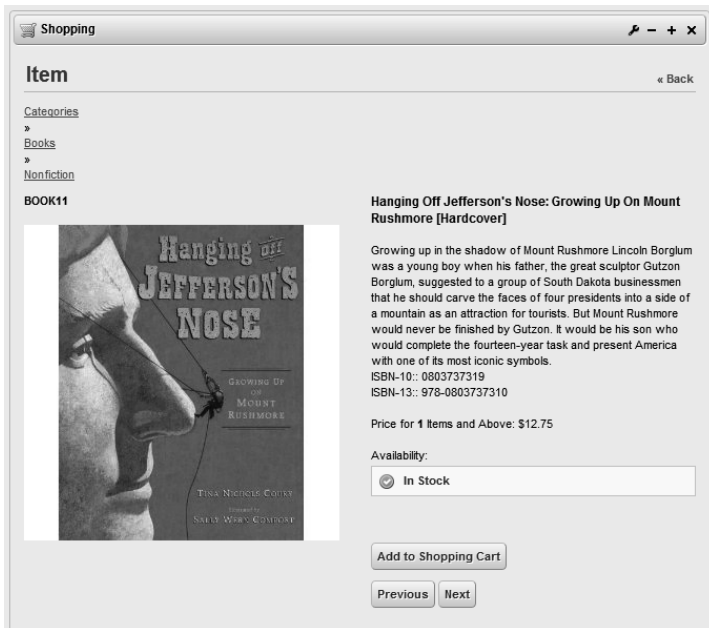 Shopping
Item
« Back
Categories
»
Books
»
Nonfiction
BOOK11
Hanging off
JEFFERSON'S
NOSE
GROWING UP
ON
MOUNT
RUSHMORE
TINA NICHOLS COURY
Illustrated by
SALLY WERN COMPORT
Hanging Off Jefferson's Nose: Growing Up On Mount
Rushmore [Hardcover]
Growing up in the shadow of Mount Rushmore Lincoln Borglum
was a young boy when his father, the great sculptor Gutzon
Borglum, suggested to a group of South Dakota businessmen
that he should carve the faces of four presidents into a side of
a mountain as an attraction for tourists. But Mount Rushmore
would never be finished by Gutzon. It would be his son who
would complete the fourteen-year task and present America
with one of its most iconic symbols.
ISBN-10:: 0803737319
ISBN-13:: 978-0803737310
Price for 1 Items and Above: $12.75
Availability:
In Stock
Add to Shopping Cart
Previous Next